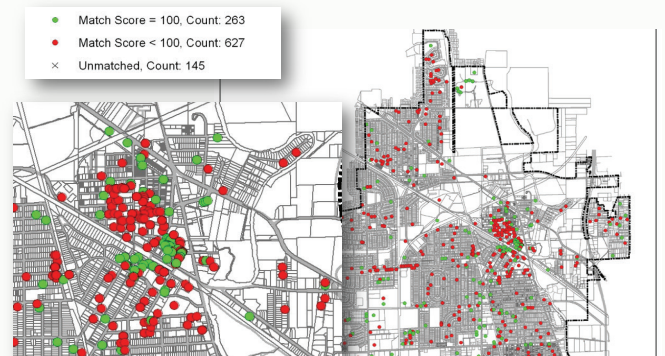 Match Score = 100, Count: 263
Match Score < 100, Count: 627
Unmatched, Count: 145